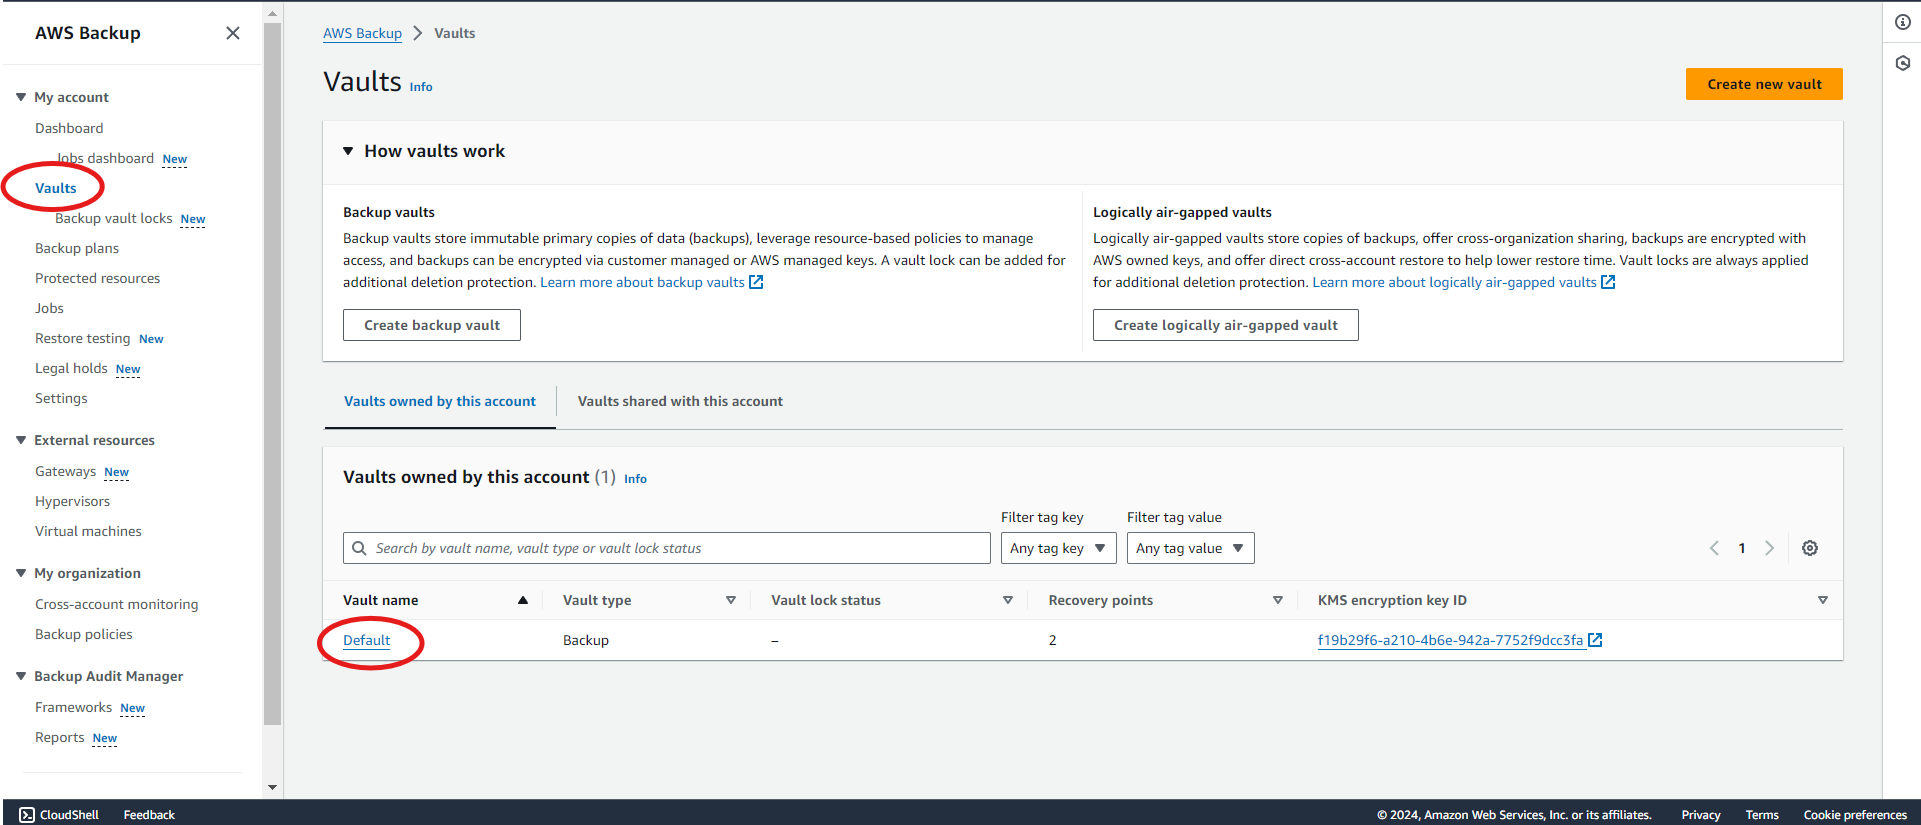 AWS Backup
My account
Dashboard
Jobs dashboard New
Vaults
Backup vault locks New
Backup plans
Protected resources
Jobs
Restore testing New
Legal holds New
Settings
External resources
Gateways New
Hypervisors
Virtual machines
My organization
Cross-account monitoring
Backup policies
Backup Audit Manager
Frameworks New
Reports New
AWS Backup > Vaults
Vaults Info
Create new vault
How vaults work
Backup vaults
Backup vaults store immutable primary copies of data (backups), leverage resource-based policies to manage
access, and backups can be encrypted via customer managed or AWS managed keys. A vault lock can be added for
additional deletion protection. Learn more about backup vaults
Create backup vault
Logically air-gapped vaults
Logically air-gapped vaults store copies of backups, offer cross-organization sharing, backups are encrypted with
AWS owned keys, and offer direct cross-account restore to help lower restore time. Vault locks are always applied
for additional deletion protection. Learn more about logically air-gapped vaults
Create logically air-gapped vault
Vaults owned by this account
Vaults shared with this account
Vaults owned by this account (1) Info
Filter tag key
Filter tag value
Search by vault name, vault type or vault lock status
Any tag key
Any tag value
1
Vault name Vault type Vault lock status Recovery points KMS encryption key ID
Default Backup – 2 f19b29f6-a210-4b6e-942a-7752f9dcc3fa
CloudShell Feedback © 2024, Amazon Web Services, Inc. or its affiliates. Privacy Terms Cookie preferences